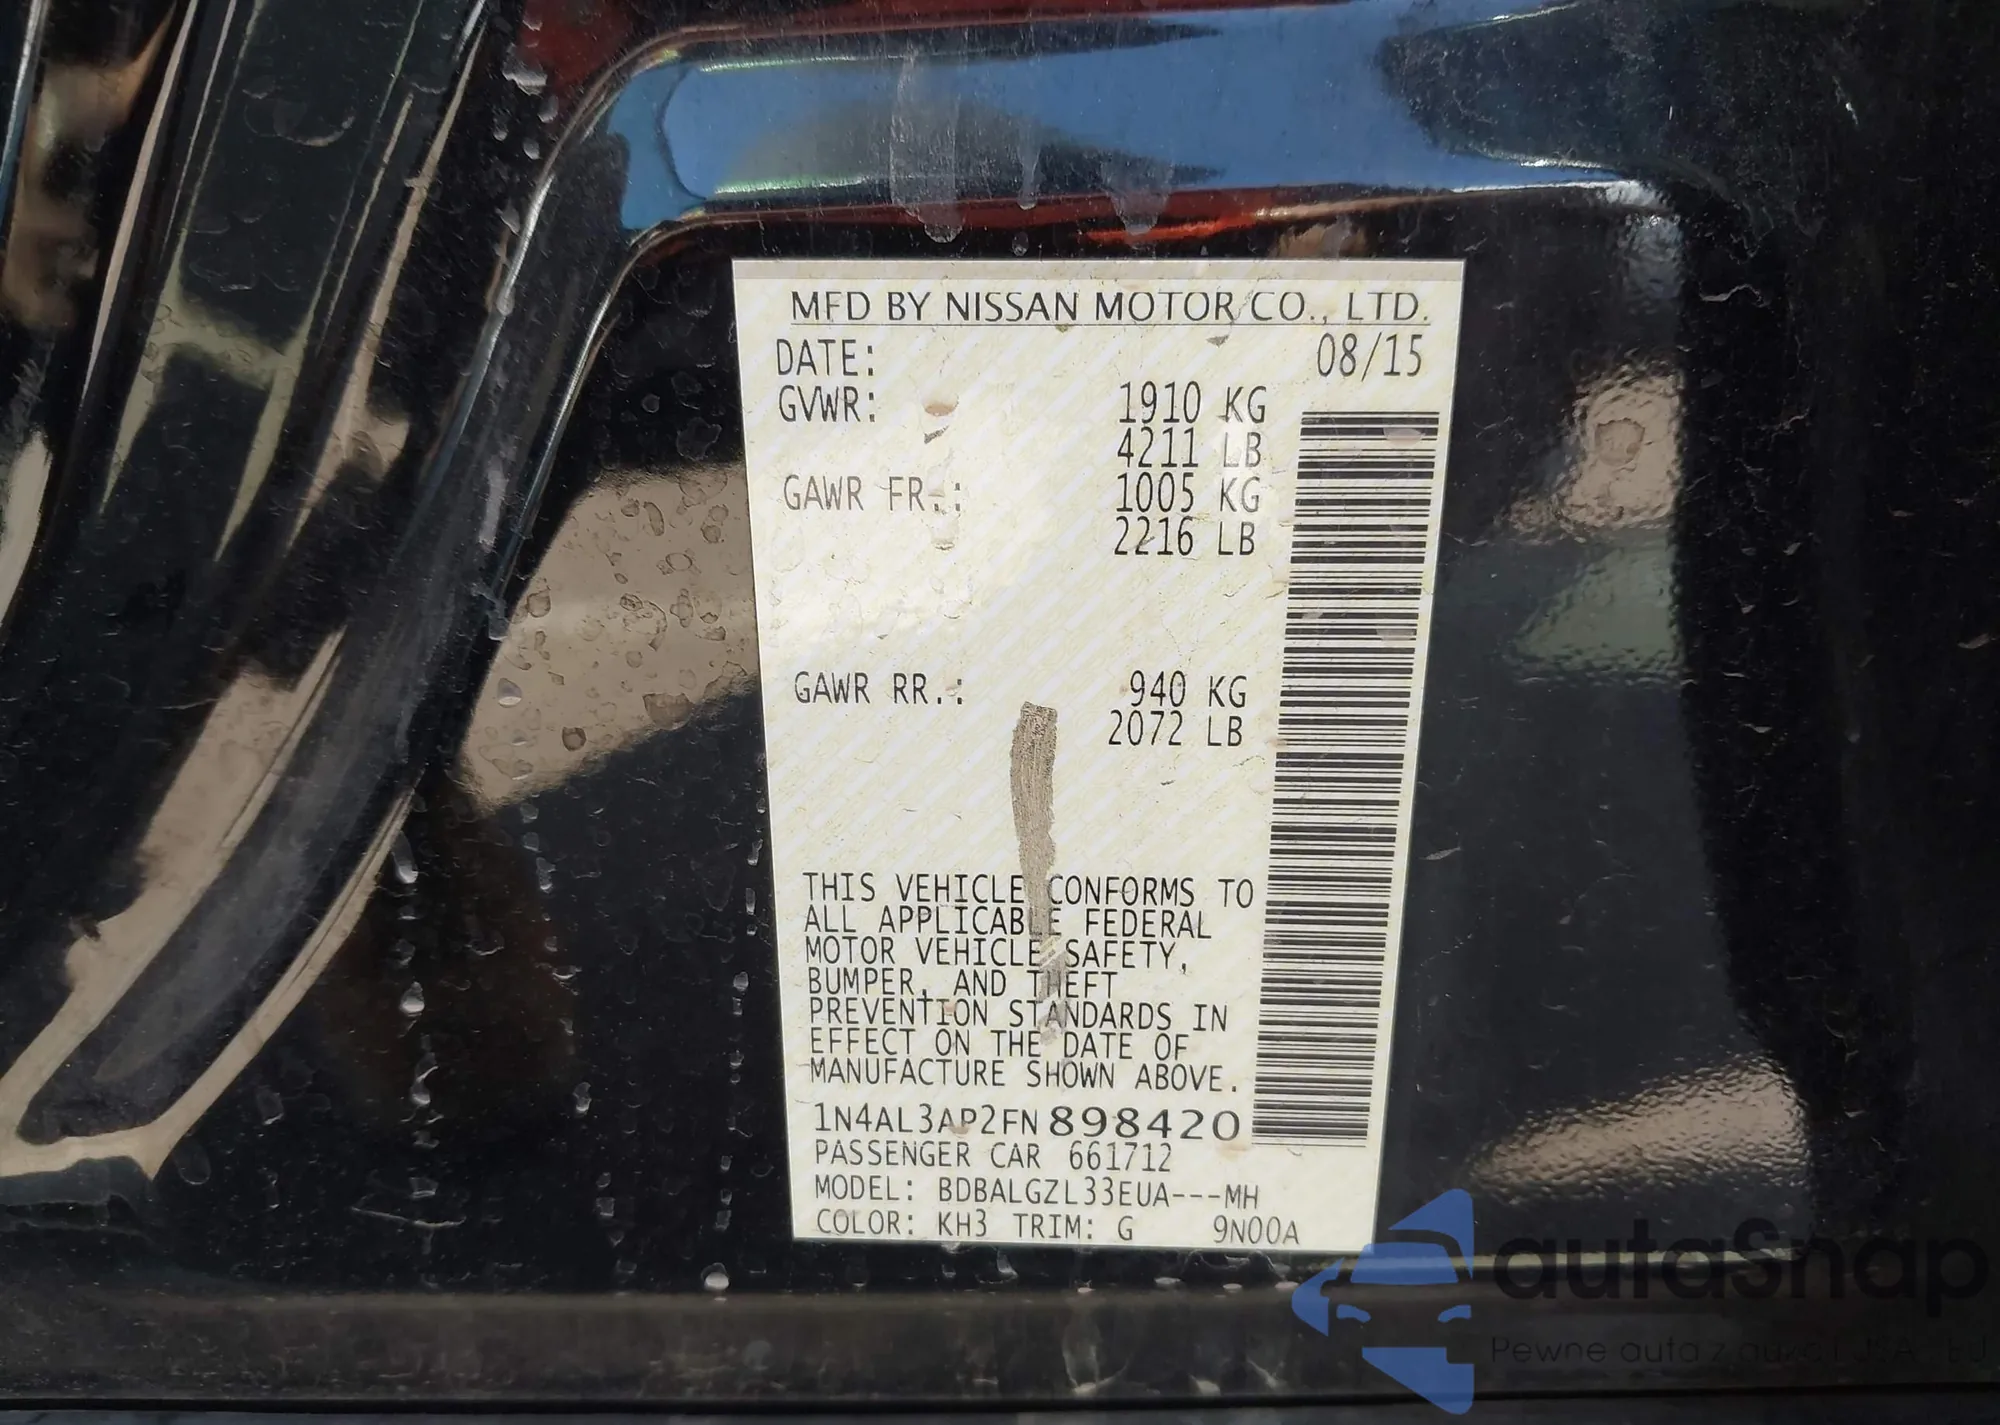 MFD BY NISSAN MOTOR CO., LTD.
DATE: 08/15
GVWR: 1910 KG
4211 LB
GAWR FR.: 1005 KG
2216 LB
GAWR RR.: 940 KG
2072 LB
THIS VEHICLE CONFORMS TO
ALL APPLICABLE FEDERAL
MOTOR VEHICLE SAFETY,
BUMPER, AND THEFT
PREVENTION STANDARDS IN
EFFECT ON THE DATE OF
MANUFACTURE SHOWN ABOVE.
1N4AL3AP2FN898420
PASSENGER CAR 661712
MODEL: BDBALGZL33EUA---MH
COLOR: KH3 TRIM: G 9N00A
autaSnap
Pewne auta z